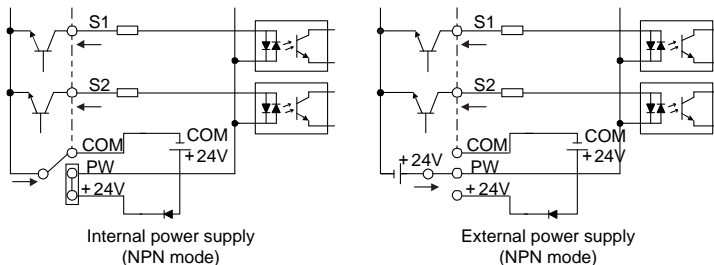 S1
S2
COM
COM
+24V
PW
+24V
Internal power supply
(NPN mode)
S1
S2
COM
COM
+24V
+24V
PW
+24V
External power supply
(NPN mode)